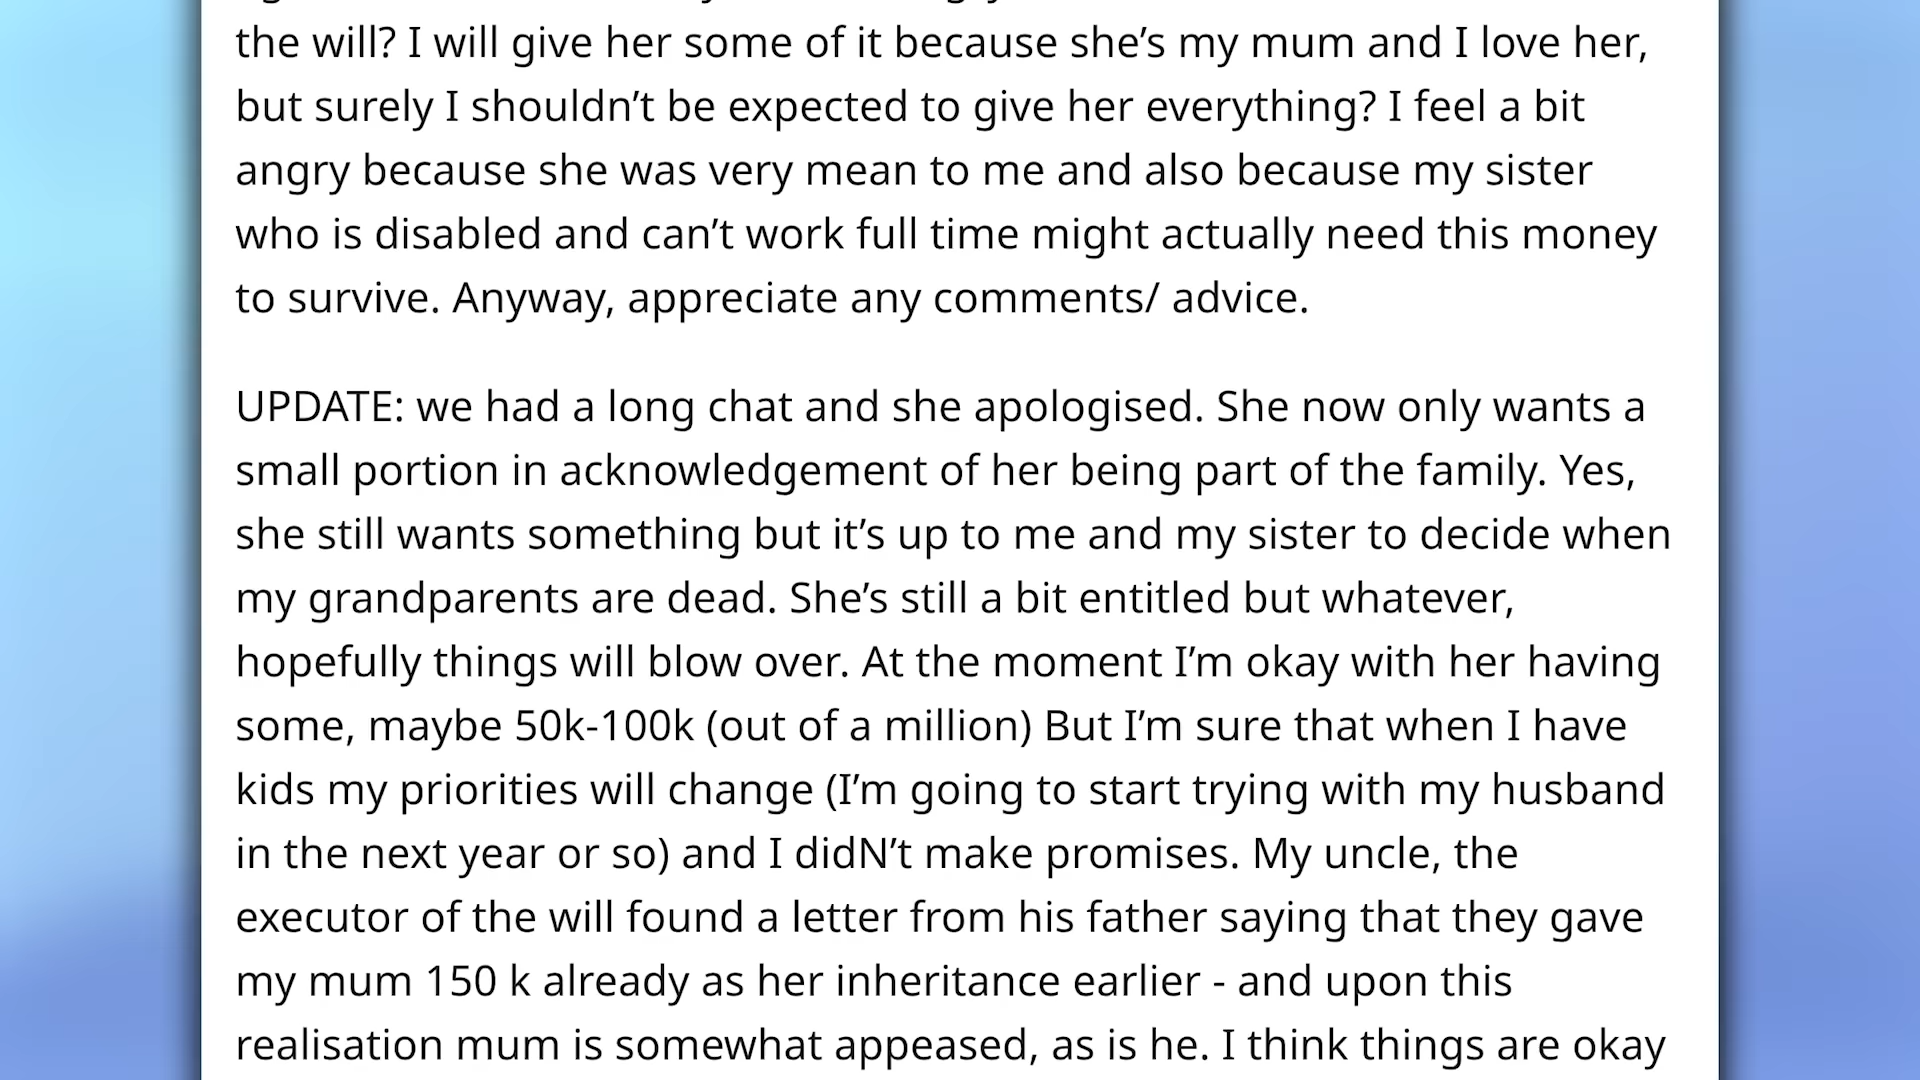 the will? I will give her some of it because she’s my mum and I love her,
but surely I shouldn’t be expected to give her everything? I feel a bit
angry because she was very mean to me and also because my sister
who is disabled and can’t work full time might actually need this money
to survive. Anyway, appreciate any comments/ advice.
UPDATE: we had a long chat and she apologised. She now only wants a
small portion in acknowledgement of her being part of the family. Yes,
she still wants something but it’s up to me and my sister to decide when
my grandparents are dead. She’s still a bit entitled but whatever,
hopefully things will blow over. At the moment I’m okay with her having
some, maybe 50k-100k (out of a million) But I’m sure that when I have
kids my priorities will change (I’m going to start trying with my husband
in the next year or so) and I didN’t make promises. My uncle, the
executor of the will found a letter from his father saying that they gave
my mum 150 k already as her inheritance earlier - and upon this
realisation mum is somewhat appeased, as is he. I think things are okay